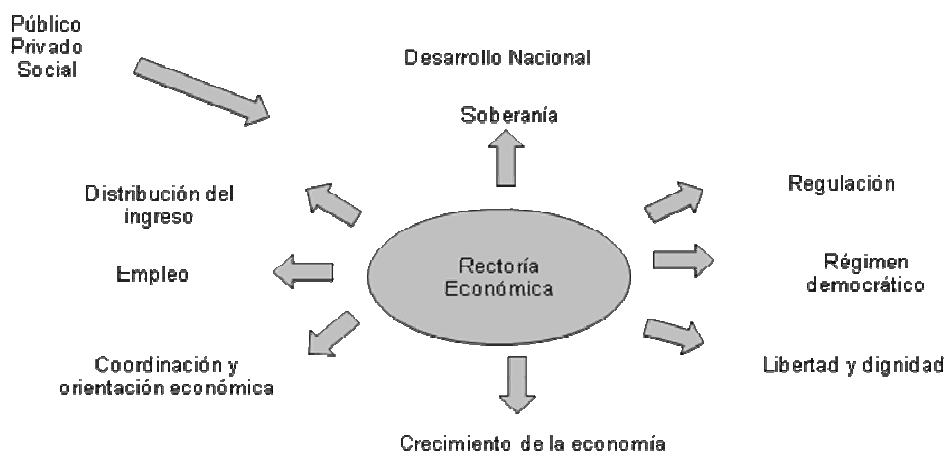 Público
Privado
Social
Desarrollo Nacional
Soberanía
Distribución del
ingreso
Regulación
Empleo
Rectoría
Económica
Régimen
democrático
Coordinación y
orientación económica
Libertad y dignidad
Crecimiento de la economía